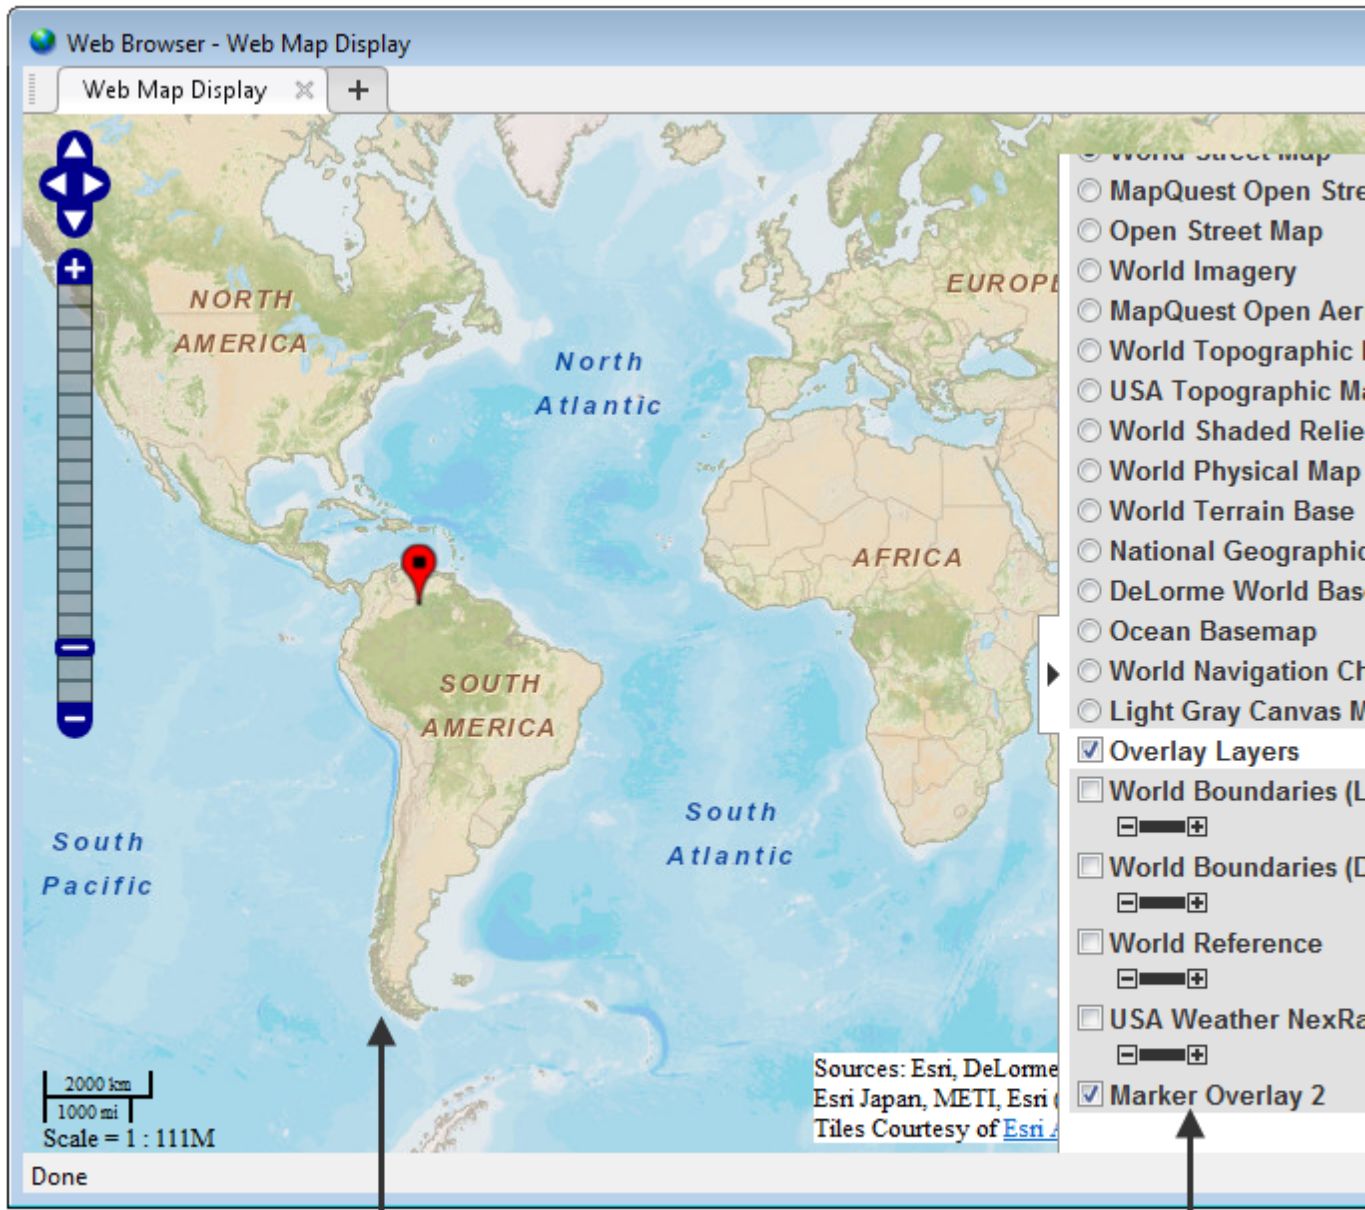 Web Browser - Web Map Display
Web Map Display
NORTH
AMERICA
North
Atlantic
EUROPE
AFRICA
SOUTH
AMERICA
South
Pacific
South
Atlantic
2000 km
1000 mi
Scale = 1 : 111M
Sources: Esri, DeLorme
Esri Japan, METI, Esri
Tiles Courtesy of Esri
Done
World Street Map
MapQuest Open Stre
Open Street Map
World Imagery
MapQuest Open Aer
World Topographic
USA Topographic Ma
World Shaded Relie
World Physical Map
World Terrain Base
National Geographic
DeLorme World Bas
Ocean Basemap
World Navigation Ch
Light Gray Canvas M
Overlay Layers
World Boundaries (L
World Boundaries (D
World Reference
USA Weather NexRa
Marker Overlay 2